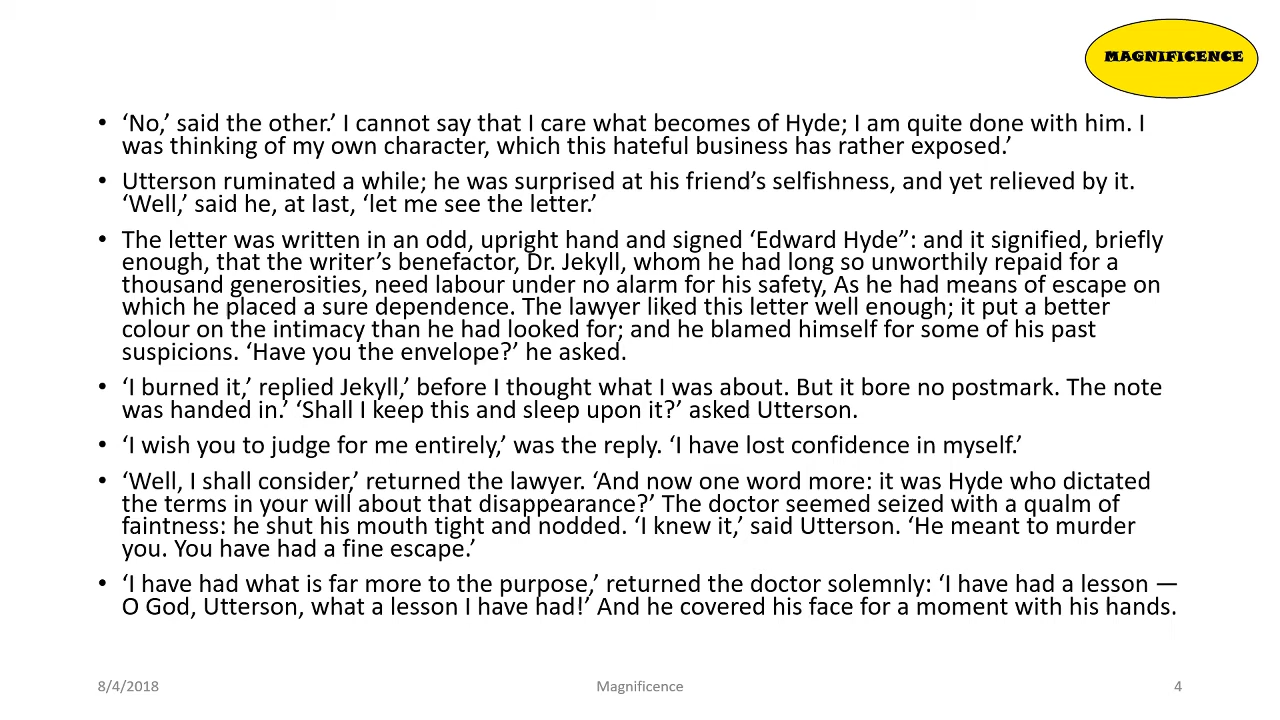 MAGNIFICENCE
• ‘No,’ said the other.’ I cannot say that I care what becomes of Hyde; I am quite done with him. I
was thinking of my own character, which this hateful business has rather exposed.’
• Utterson ruminated a while; he was surprised at his friend’s selfishness, and yet relieved by it.
‘Well,’ said he, at last, ‘let me see the letter.’
• The letter was written in an odd, upright hand and signed ‘Edward Hyde”: and it signified, briefly
enough, that the writer’s benefactor, Dr. Jekyll, whom he had long so unworthily repaid for a
thousand generosities, need labour under no alarm for his safety, As he had means of escape on
which he placed a sure dependence. The lawyer liked this letter well enough; it put a better
colour on the intimacy than he had looked for; and he blamed himself for some of his past
suspicions. ‘Have you the envelope?’ he asked.
• ‘I burned it,’ replied Jekyll,’ before I thought what I was about. But it bore no postmark. The note
was handed in.’ ‘Shall I keep this and sleep upon it?’ asked Utterson.
• ‘I wish you to judge for me entirely,’ was the reply. ‘I have lost confidence in myself.’
• ‘Well, I shall consider,’ returned the lawyer. ‘And now one word more: it was Hyde who dictated
the terms in your will about that disappearance?’ The doctor seemed seized with a qualm of
faintness: he shut his mouth tight and nodded. ‘I knew it,’ said Utterson. ‘He meant to murder
you. You have had a fine escape.’
• ‘I have had what is far more to the purpose,’ returned the doctor solemnly: ‘I have had a lesson —
O God, Utterson, what a lesson I have had!’ And he covered his face for a moment with his hands.
8/4/2018
Magnificence
4